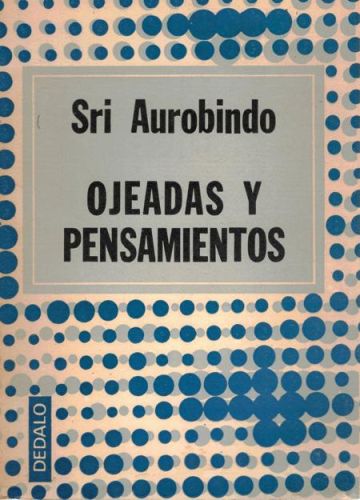 Sri Aurobindo
OJEADAS Y
PENSAMIENTOS
DEDALO